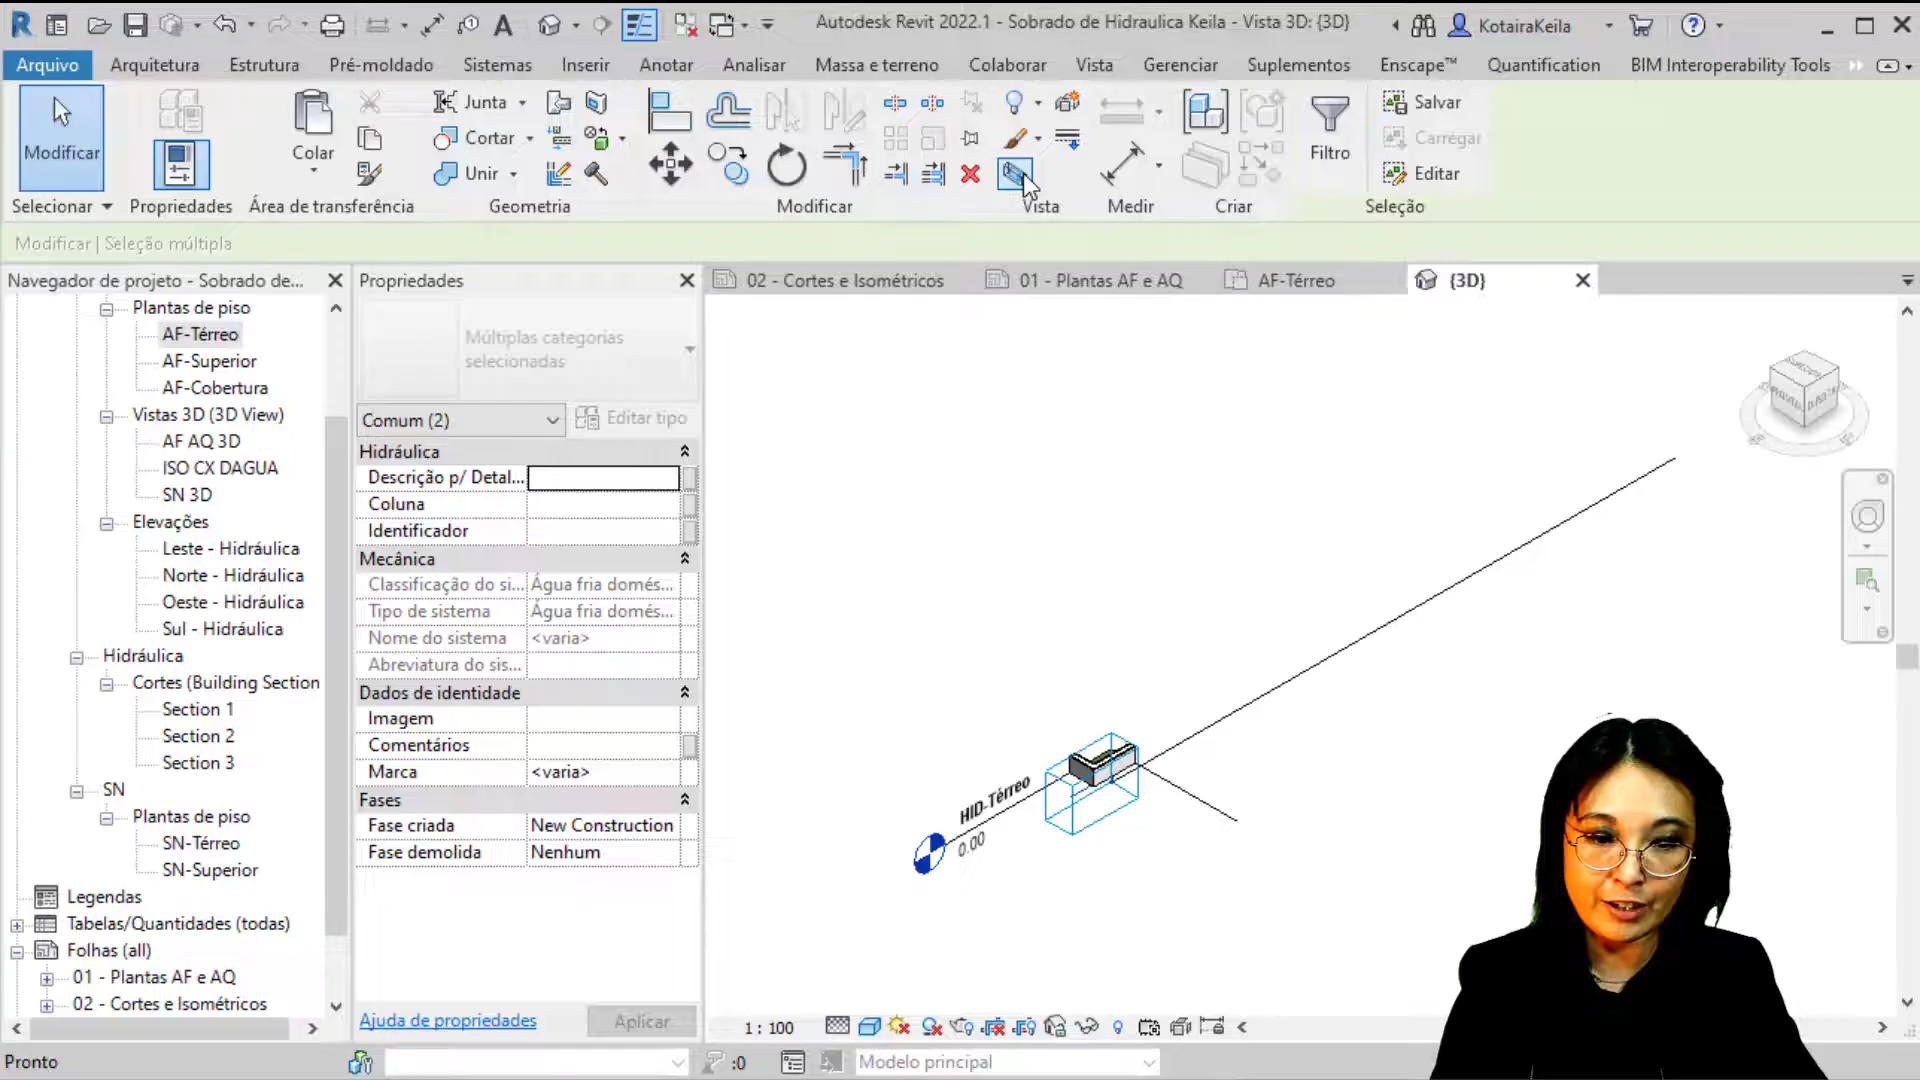 Autodesk Revit 2022.1 - Sobrado de Hidraulica Keila - Vista 3D: {3D}
KotairaKeila
Arquivo Arquitetura Estrutura Pré-moldado Sistemas Inserir Anotar Analisar Massa e terreno Colaborar Vista Gerenciar Suplementos Enscape™ Quantification BIM Interoperability Tools
Modificar
Colar
Junta
Cortar
Unir
Filtro
Salvar
Carregar
Editar
Selecionar Propriedades Área de transferência Geometria Modificar Vista Medir Criar Seleção
Modificar | Seleção múltipla
Navegador de projeto - Sobrado de...
Plantas de piso
AF-Térreo
AF-Superior
AF-Cobertura
Vistas 3D (3D View)
AF AQ 3D
ISO CX DAGUA
SN 3D
Elevações
Leste - Hidráulica
Norte - Hidráulica
Oeste - Hidráulica
Sul - Hidráulica
Hidráulica
Cortes (Building Section
Section 1
Section 2
Section 3
SN
Plantas de piso
SN-Térreo
SN-Superior
Legendas
Tabelas/Quantidades (todas)
Folhas (all)
01 - Plantas AF e AQ
02 - Cortes e Isométricos
Propriedades
Múltiplas categorias
selecionadas
Comum (2) Editar tipo
Hidráulica
Descrição p/ Detal...
Coluna
Identificador
Mecânica
Classificação do si... Água fria domés...
Tipo de sistema Água fria domés...
Nome do sistema <varia>
Abreviatura do sis...
Dados de identidade
Imagem
Comentários
Marca <varia>
Fases
Fase criada New Construction
Fase demolida Nenhum
Ajuda de propriedades Aplicar
02 - Cortes e Isométricos 01 - Plantas AF e AQ AF-Térreo {3D}
HID-Térreo
0.00
1 : 100
Pronto
:0
Modelo principal